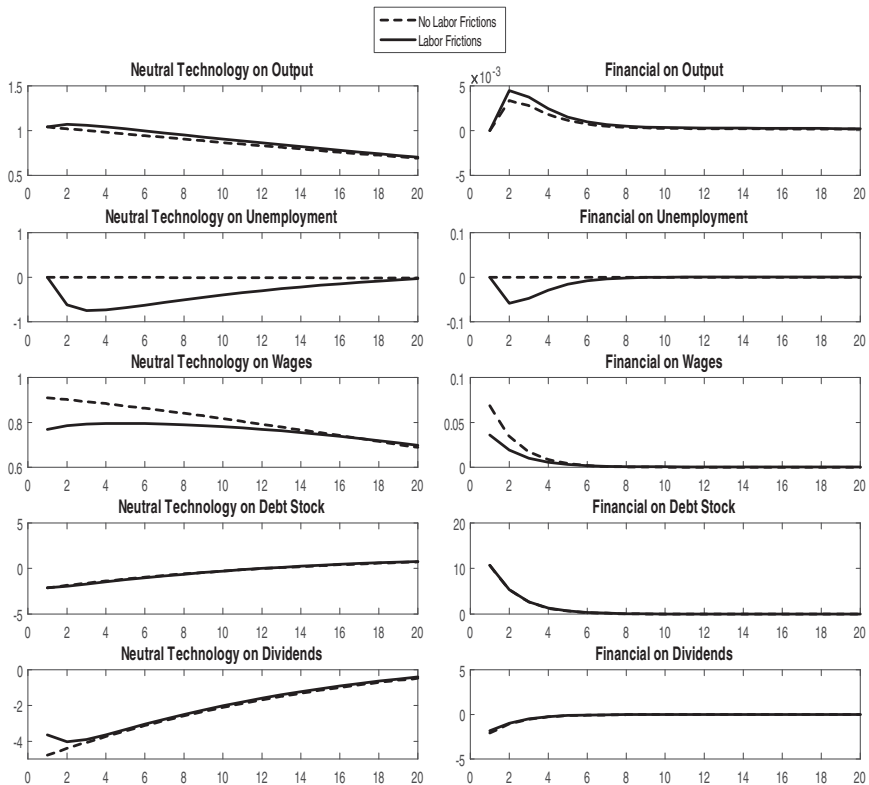 No Labor Frictions
Labor Frictions
Neutral Technology on Output
1.5
1
0.5
0 2 4 6 8 10 12 14 16 18 20
Financial on Output
×10-3
5
0
-5
0 2 4 6 8 10 12 14 16 18 20
Neutral Technology on Unemployment
1
0
-1
0 2 4 6 8 10 12 14 16 18 20
Financial on Unemployment
0.1
0
-0.1
0 2 4 6 8 10 12 14 16 18 20
Neutral Technology on Wages
1
0.8
0.6
0 2 4 6 8 10 12 14 16 18 20
Financial on Wages
0.1
0.05
0
0 2 4 6 8 10 12 14 16 18 20
Neutral Technology on Debt Stock
5
0
-5
0 2 4 6 8 10 12 14 16 18 20
Financial on Debt Stock
20
10
0
0 2 4 6 8 10 12 14 16 18 20
Neutral Technology on Dividends
0
-2
-4
0 2 4 6 8 10 12 14 16 18 20
Financial on Dividends
5
0
-5
0 2 4 6 8 10 12 14 16 18 20